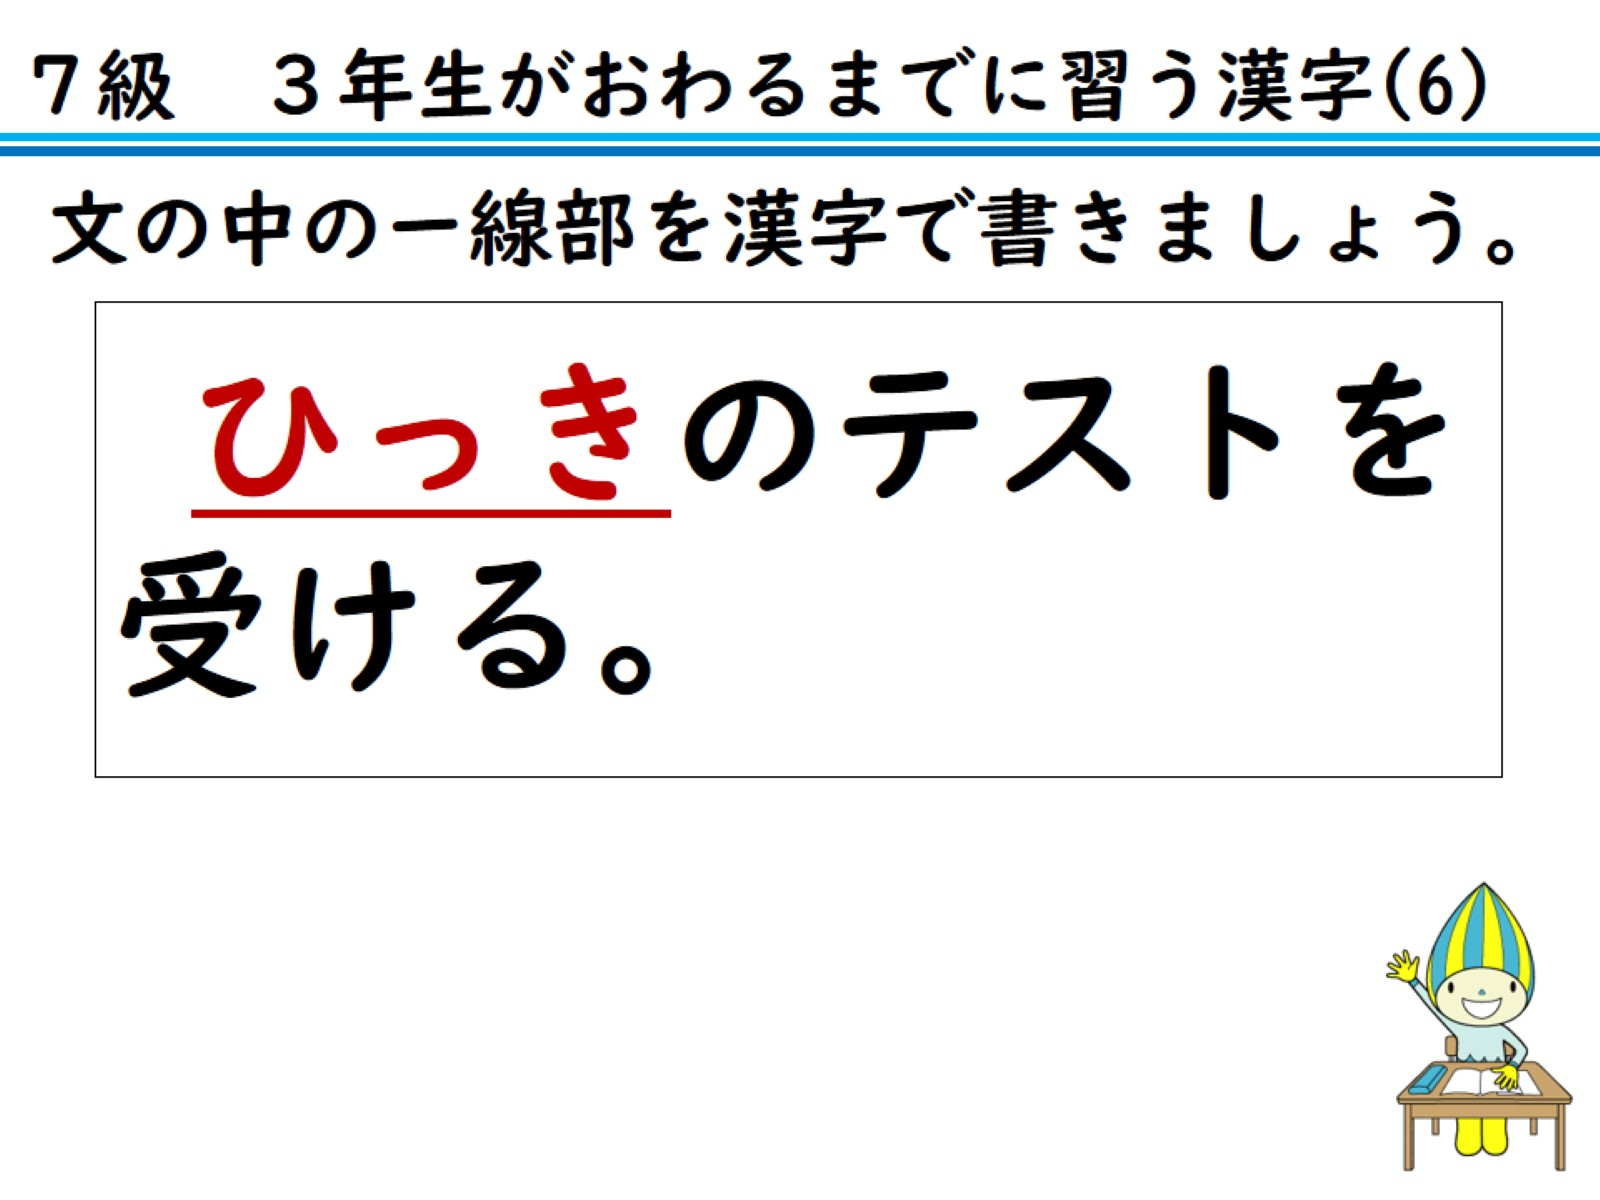 ７級　３年生がおわるまでに習う漢字(6)
文の中の一線部を漢字で書きましょう。
ひっきのテストを
受ける。